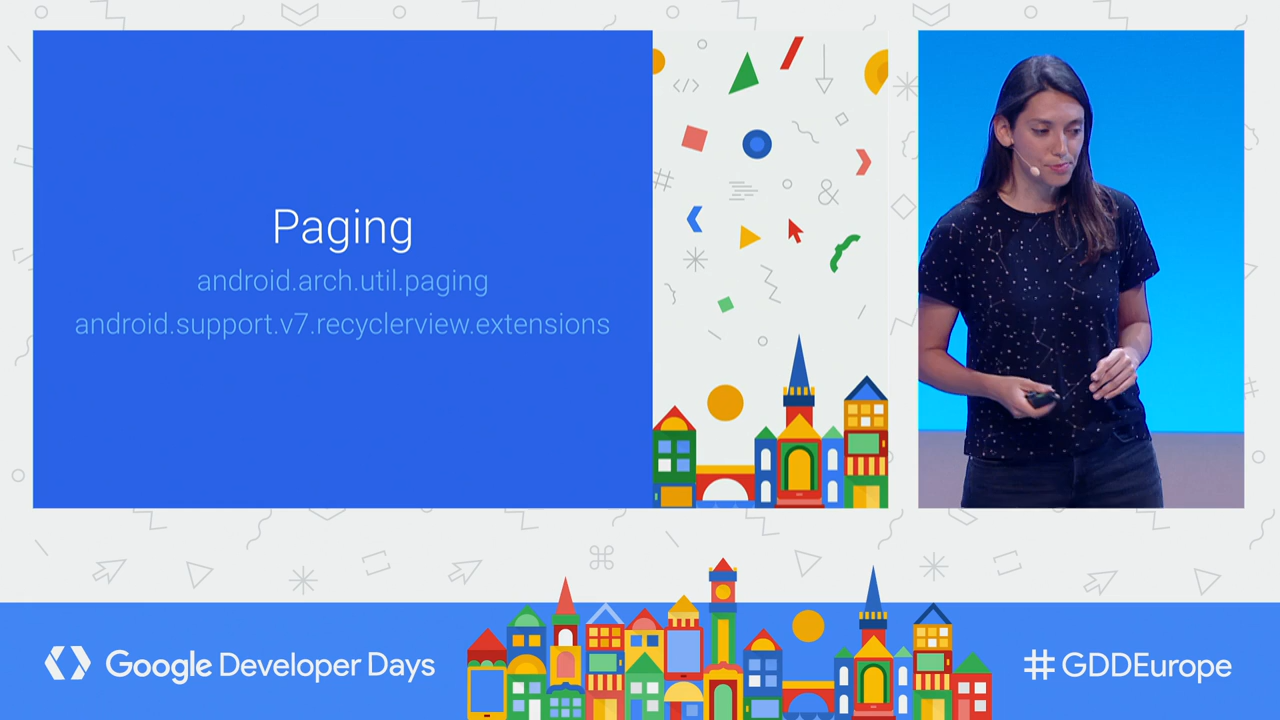 Paging
android.arch.util.paging
android.support.v7.recyclerview.extensions
Google Developer Days
#GDDEurope